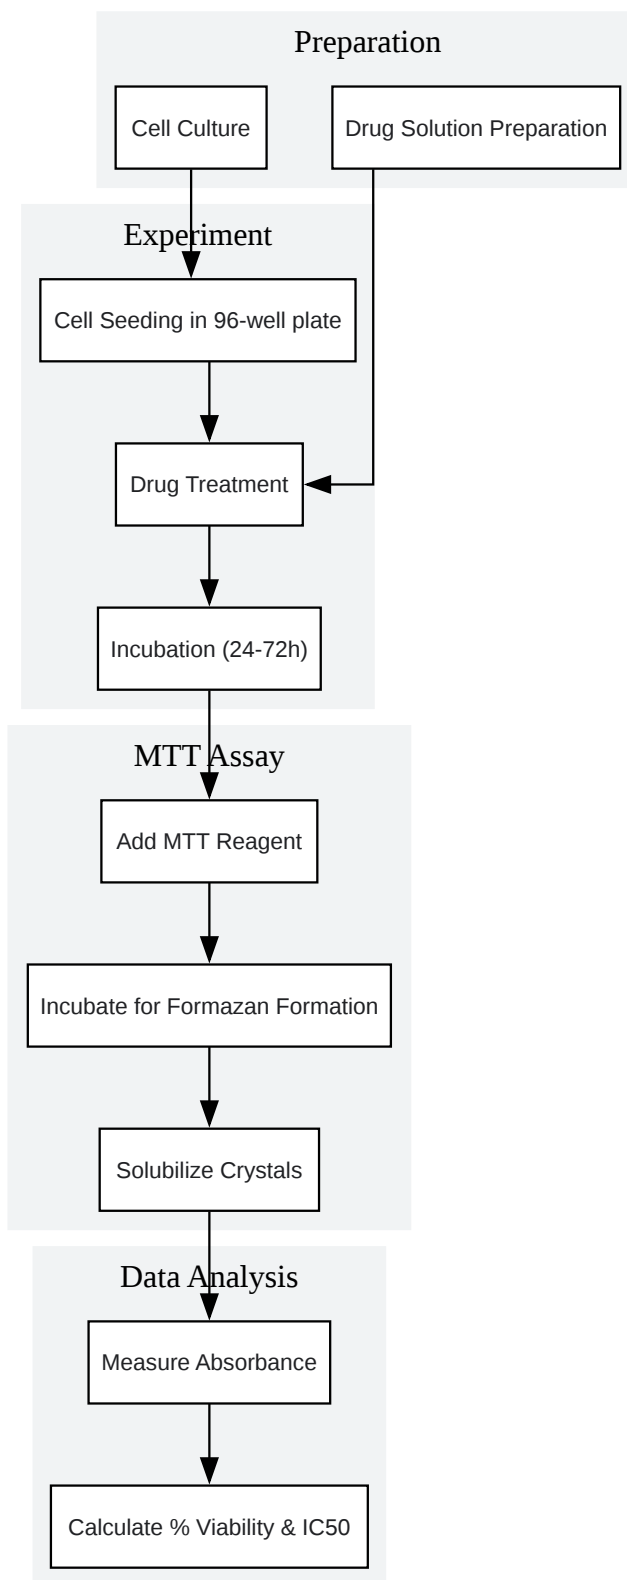 Preparation
Cell Culture
Drug Solution Preparation
Experiment
Cell Seeding in 96-well plate
Drug Treatment
Incubation (24-72h)
MTT Assay
Add MTT Reagent
Incubate for Formazan Formation
Solubilize Crystals
Data Analysis
Measure Absorbance
Calculate % Viability & IC50